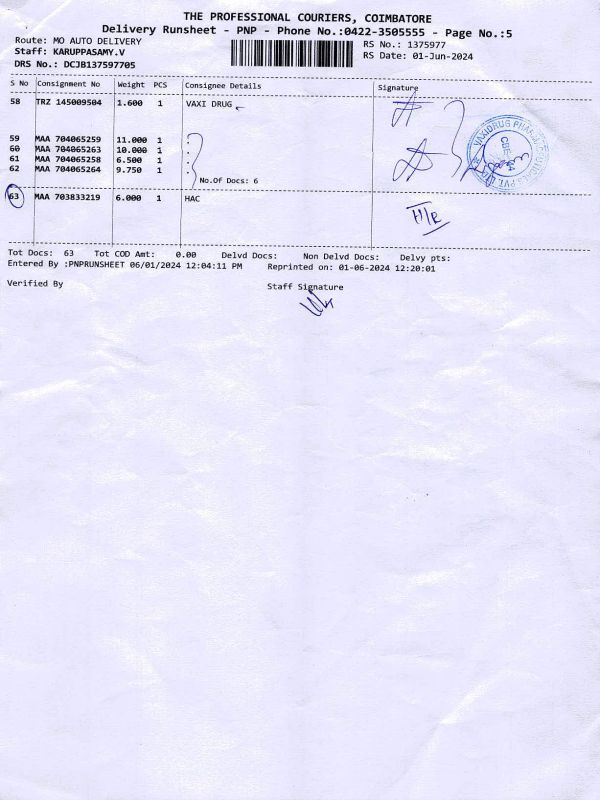 THE PROFESSIONAL COURIERS, COIMBATORE
Delivery Runsheet - PNP - Phone No.:0422-3505555 - Page No.:5
Route: MO AUTO DELIVERY RS No.: 1375977
Staff: KARUPPASAMY.V RS Date: 01-Jun-2024
DRS No.: DCJB137597705
S No Consignment No Weight PCS Consignee Details Signature
58 TRZ 145009504 1.600 1 VAXI DRUG
59 MAA 704065259 11.000 1 .
60 MAA 704065263 10.000 1 .
61 MAA 704065258 6.500 1 .
62 MAA 704065264 9.750 1 .
No.Of Docs: 6
VAXIDRUG PHARMA
63 MAA 703833219 6.000 1 HAC
Tot Docs: 63 Tot COD Amt: 0.00 Delvd Docs: Non Delvd Docs: Delvy pts:
Entered By :PNPRUNSHEET 06/01/2024 12:04:11 PM Reprinted on: 01-06-2024 12:20:01
Verified By Staff Signature